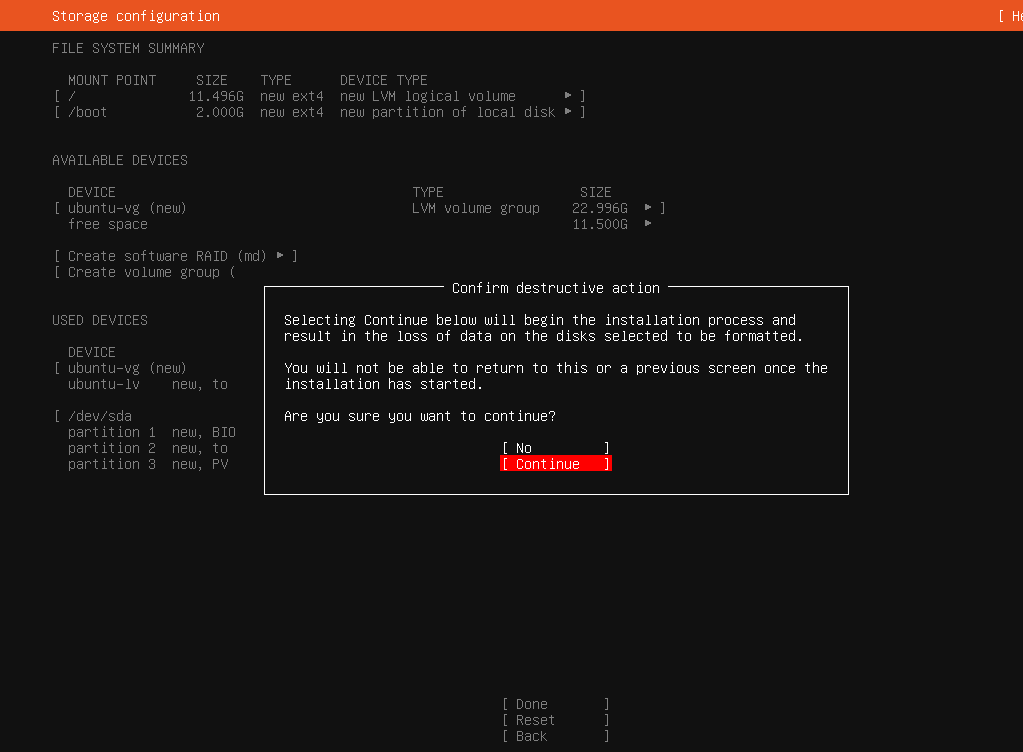 Storage configuration [ He
FILE SYSTEM SUMMARY
MOUNT POINT SIZE TYPE DEVICE TYPE
[ / 11.496G new ext4 new LVM logical volume ▸ ]
[ /boot 2.000G new ext4 new partition of local disk ▸ ]
AVAILABLE DEVICES
DEVICE TYPE SIZE
[ ubuntu-vg (new) LVM volume group 22.996G ▸ ]
free space 11.500G ▸
[ Create software RAID (md) ▸ ]
[ Create volume group (
Confirm destructive action
Selecting Continue below will begin the installation process and
result in the loss of data on the disks selected to be formatted.
You will not be able to return to this or a previous screen once the
installation has started.
Are you sure you want to continue?
[ No ]
[ Continue ]
USED DEVICES
DEVICE
[ ubuntu-vg (new)
ubuntu-lv new, to
[ /dev/sda
partition 1 new, BIO
partition 2 new, to
partition 3 new, PV
[ Done ]
[ Reset ]
[ Back ]